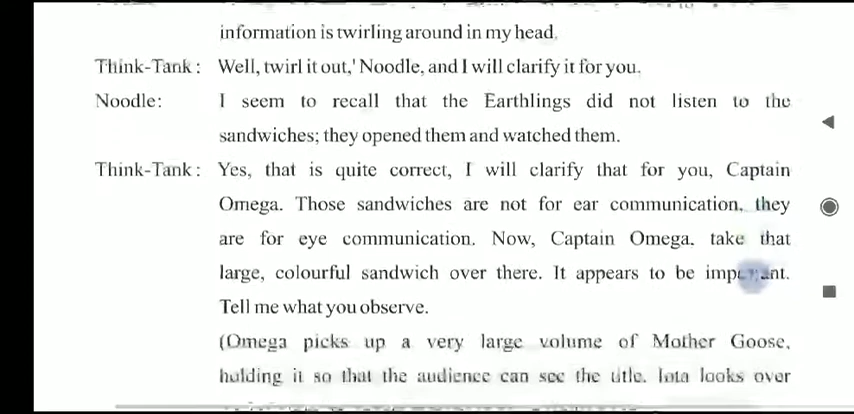 information is twirling around in my head.
Think-Tank : Well, twirl it out,' Noodle, and I will clarify it for you.
Noodle: I seem to recall that the Earthlings did not listen to the
sandwiches; they opened them and watched them.
Think-Tank : Yes, that is quite correct, I will clarify that for you, Captain
Omega. Those sandwiches are not for ear communication, they
are for eye communication. Now, Captain Omega. take that
large, colourful sandwich over there. It appears to be important.
Tell me what you observe.
(Omega picks up a very large volume of Mother Goose,
holding it so that the audience can see the title. Iota looks over